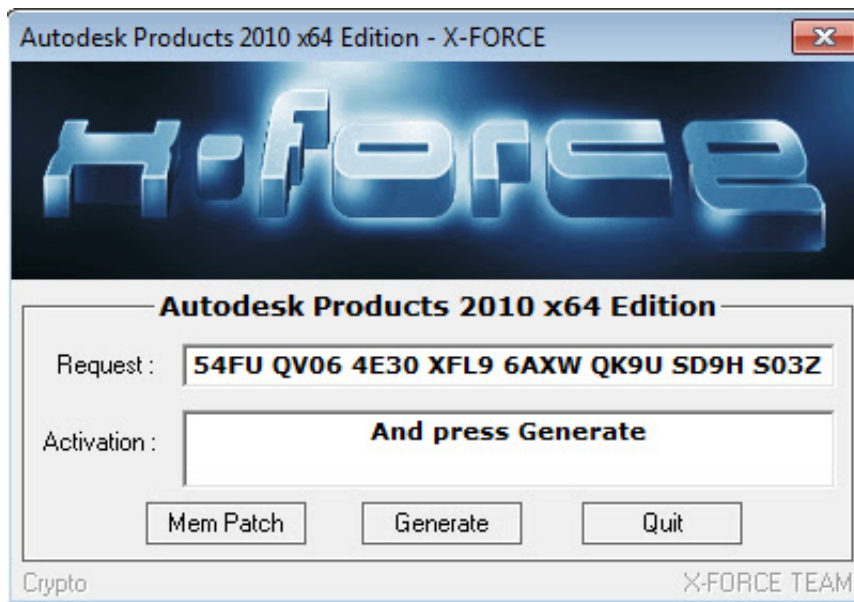 Autodesk Products 2010 x64 Edition - X-FORCE
x-force
Autodesk Products 2010 x64 Edition
Request : 54FU QV06 4E30 XFL9 6AXW QK9U SD9H S03Z
Activation : And press Generate
Mem Patch Generate Quit
Crypto X-FORCE TEAM